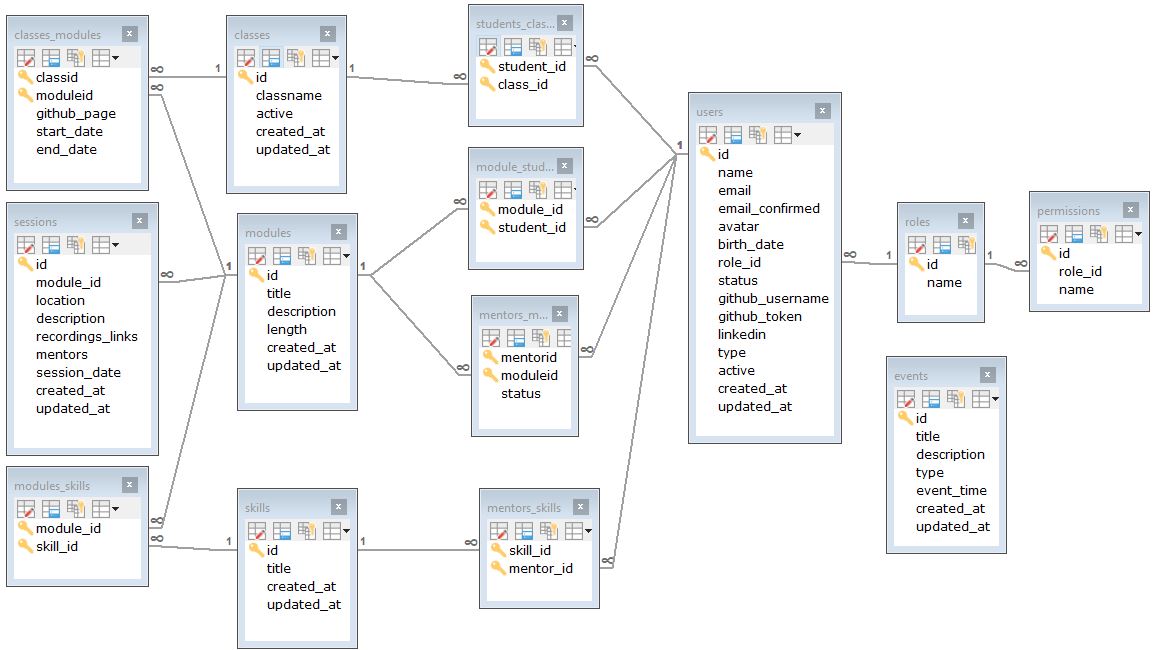 classes_modules
classid
moduleid
github_page
start_date
end_date
classes
id
classname
active
created_at
updated_at
students_clas...
student_id
class_id
users
id
name
email
email_confirmed
avatar
birth_date
role_id
status
github_username
github_token
linkedin
type
active
created_at
updated_at
module_stud...
module_id
student_id
sessions
id
module_id
location
description
recordings_links
mentors
session_date
created_at
updated_at
modules
id
title
description
length
created_at
updated_at
mentors_m...
mentorid
moduleid
status
roles
id
name
permissions
id
role_id
name
events
id
title
description
type
event_time
created_at
updated_at
modules_skills
module_id
skill_id
skills
id
title
created_at
updated_at
mentors_skills
skill_id
mentor_id
∞
1
1
∞
∞
∞
1
∞
∞
1
1
∞
∞
∞
∞
1
1
∞
∞
∞
∞
1
1
∞
∞